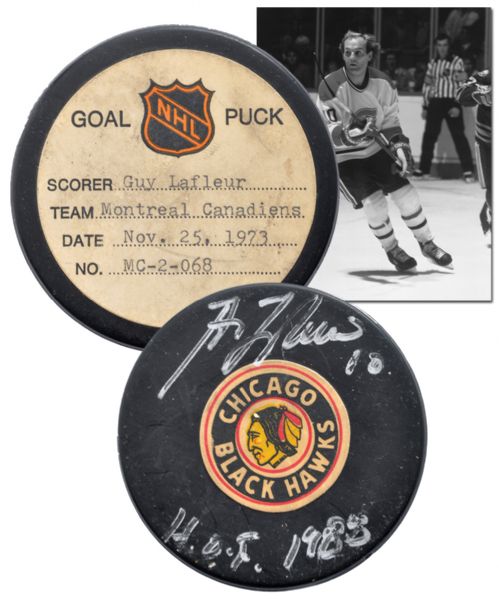 GOAL NHL PUCK
SCORER Guy Lafleur
TEAM Montreal Canadiens
DATE Nov. 25, 1973
NO. MC-2-068
10
CHICAGO
BLACK HAWKS
H.O.F. 1988